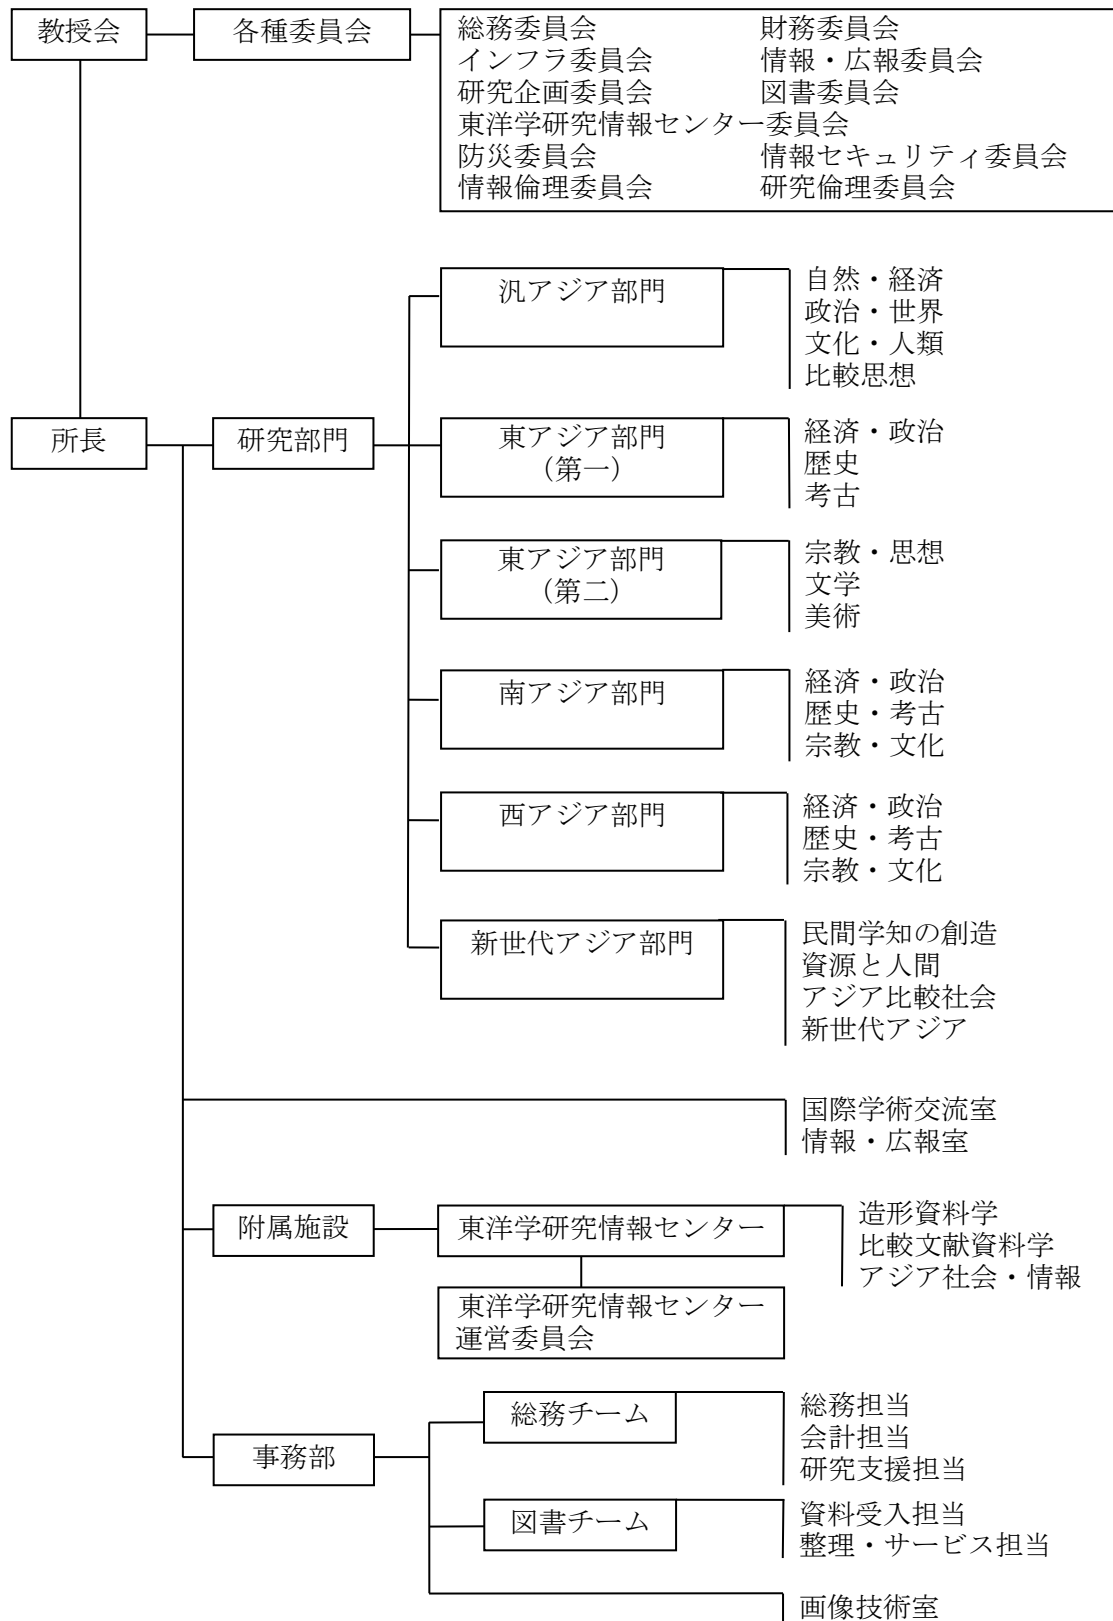 教授会
各種委員会
総務委員会 財務委員会
インフラ委員会 情報・広報委員会
研究企画委員会 図書委員会
東洋学研究情報センター委員会
防災委員会 情報セキュリティ委員会
情報倫理委員会 研究倫理委員会
所長
研究部門
汎アジア部門
自然・経済
政治・世界
文化・人類
比較思想
東アジア部門
（第一）
経済・政治
歴史
考古
東アジア部門
（第二）
宗教・思想
文学
美術
南アジア部門
経済・政治
歴史・考古
宗教・文化
西アジア部門
経済・政治
歴史・考古
宗教・文化
新世代アジア部門
民間学知の創造
資源と人間
アジア比較社会
新世代アジア
国際学術交流室
情報・広報室
附属施設
東洋学研究情報センター
造形資料学
比較文献資料学
アジア社会・情報
東洋学研究情報センター
運営委員会
事務部
総務チーム
総務担当
会計担当
研究支援担当
図書チーム
資料受入担当
整理・サービス担当
画像技術室